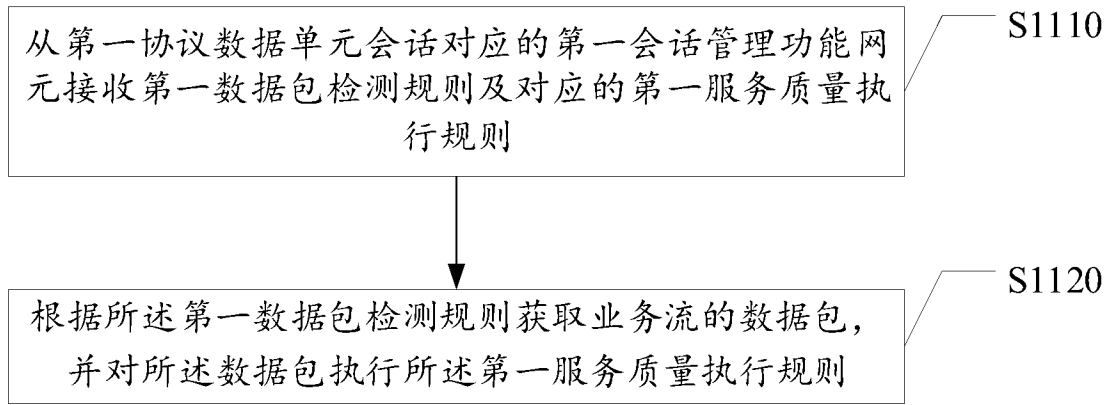 从第一协议数据单元会话对应的第一会话管理功能网
元接收第一数据包检测规则及对应的第一服务质量执
行规则
S1110
根据所述第一数据包检测规则获取业务流的数据包，
并对所述数据包执行所述第一服务质量执行规则
S1120